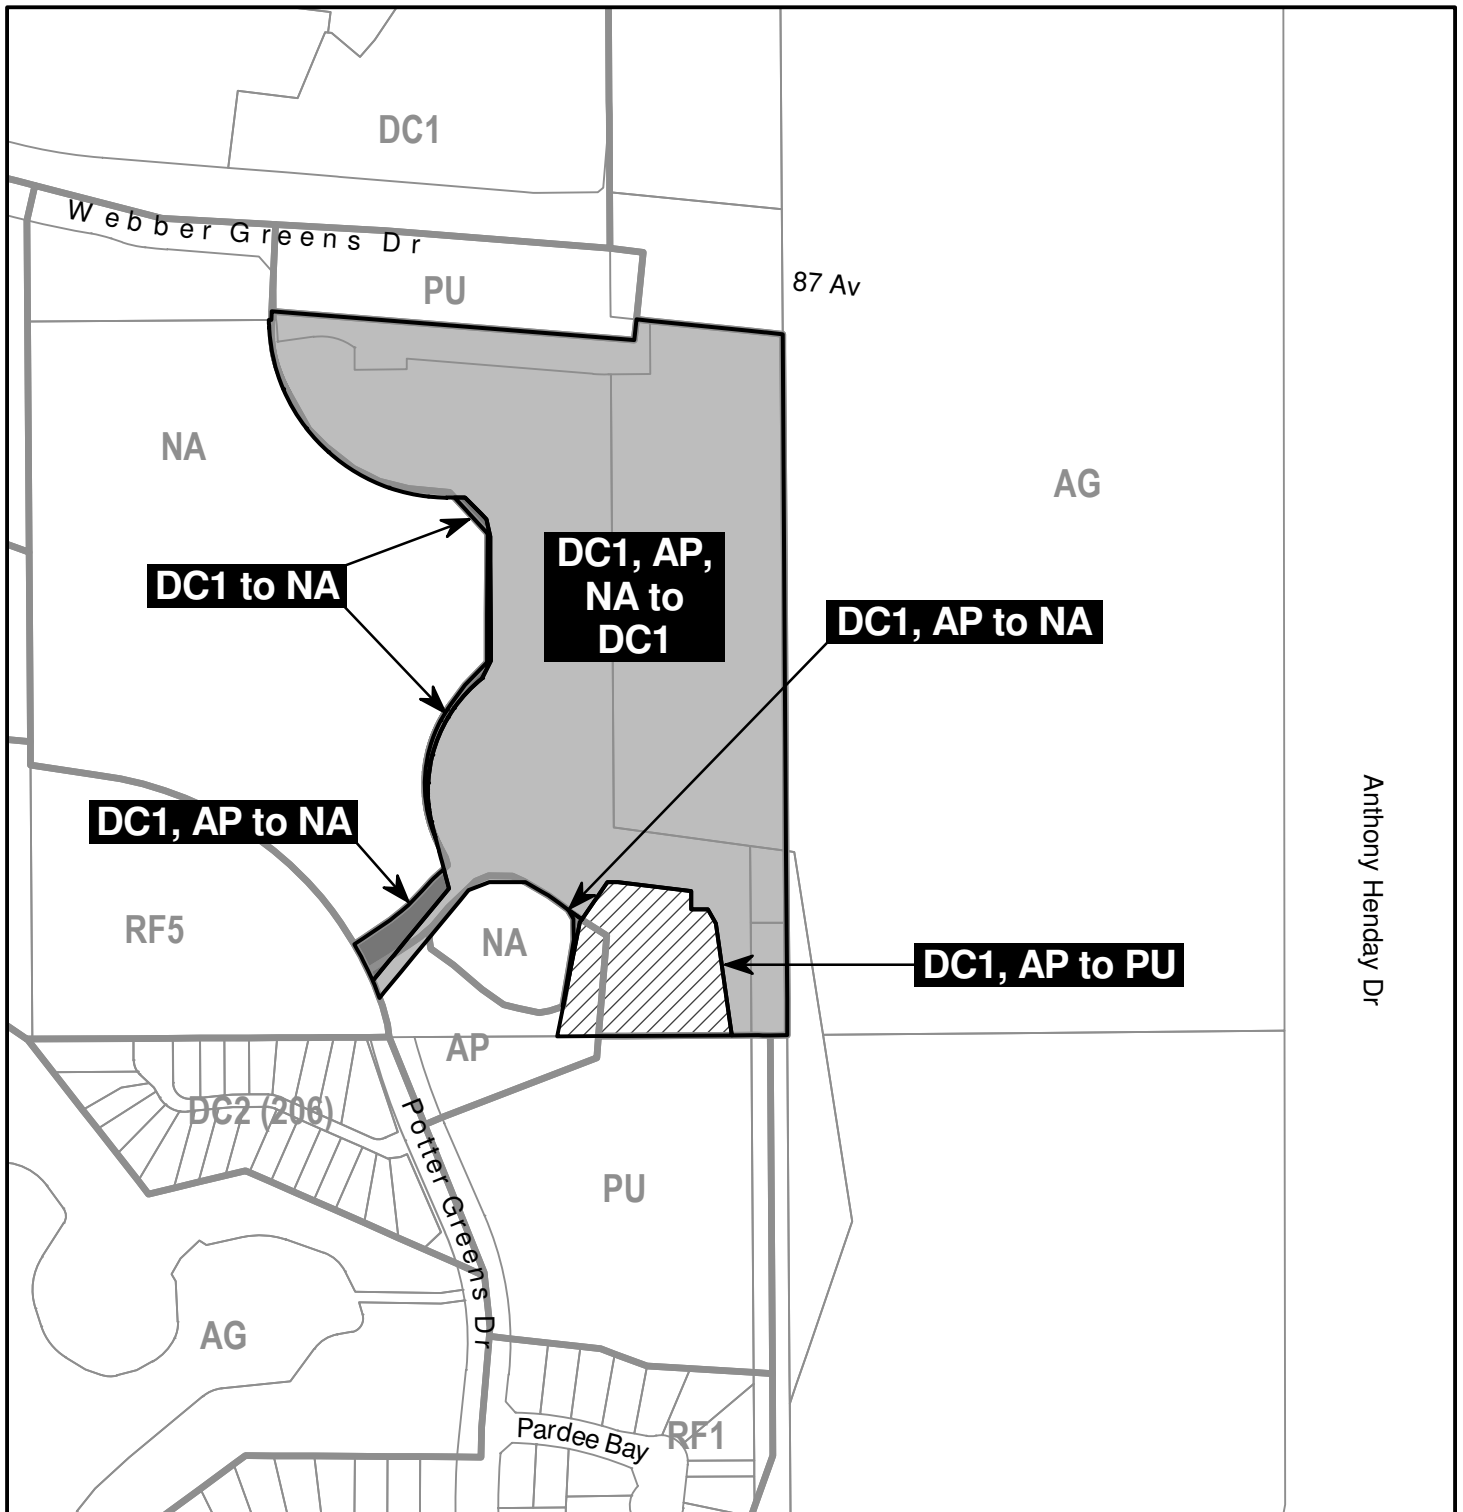 DC1
Webber Greens Dr
PU
87 Av
NA
AG
DC1, AP,
NA to
DC1
DC1 to NA
DC1, AP to NA
DC1, AP to NA
RF5
NA
DC1, AP to PU
Anthony Henday Dr
AP
DC2 (206)
Potter Greens Dr
PU
AG
Pardee Bay
RF1